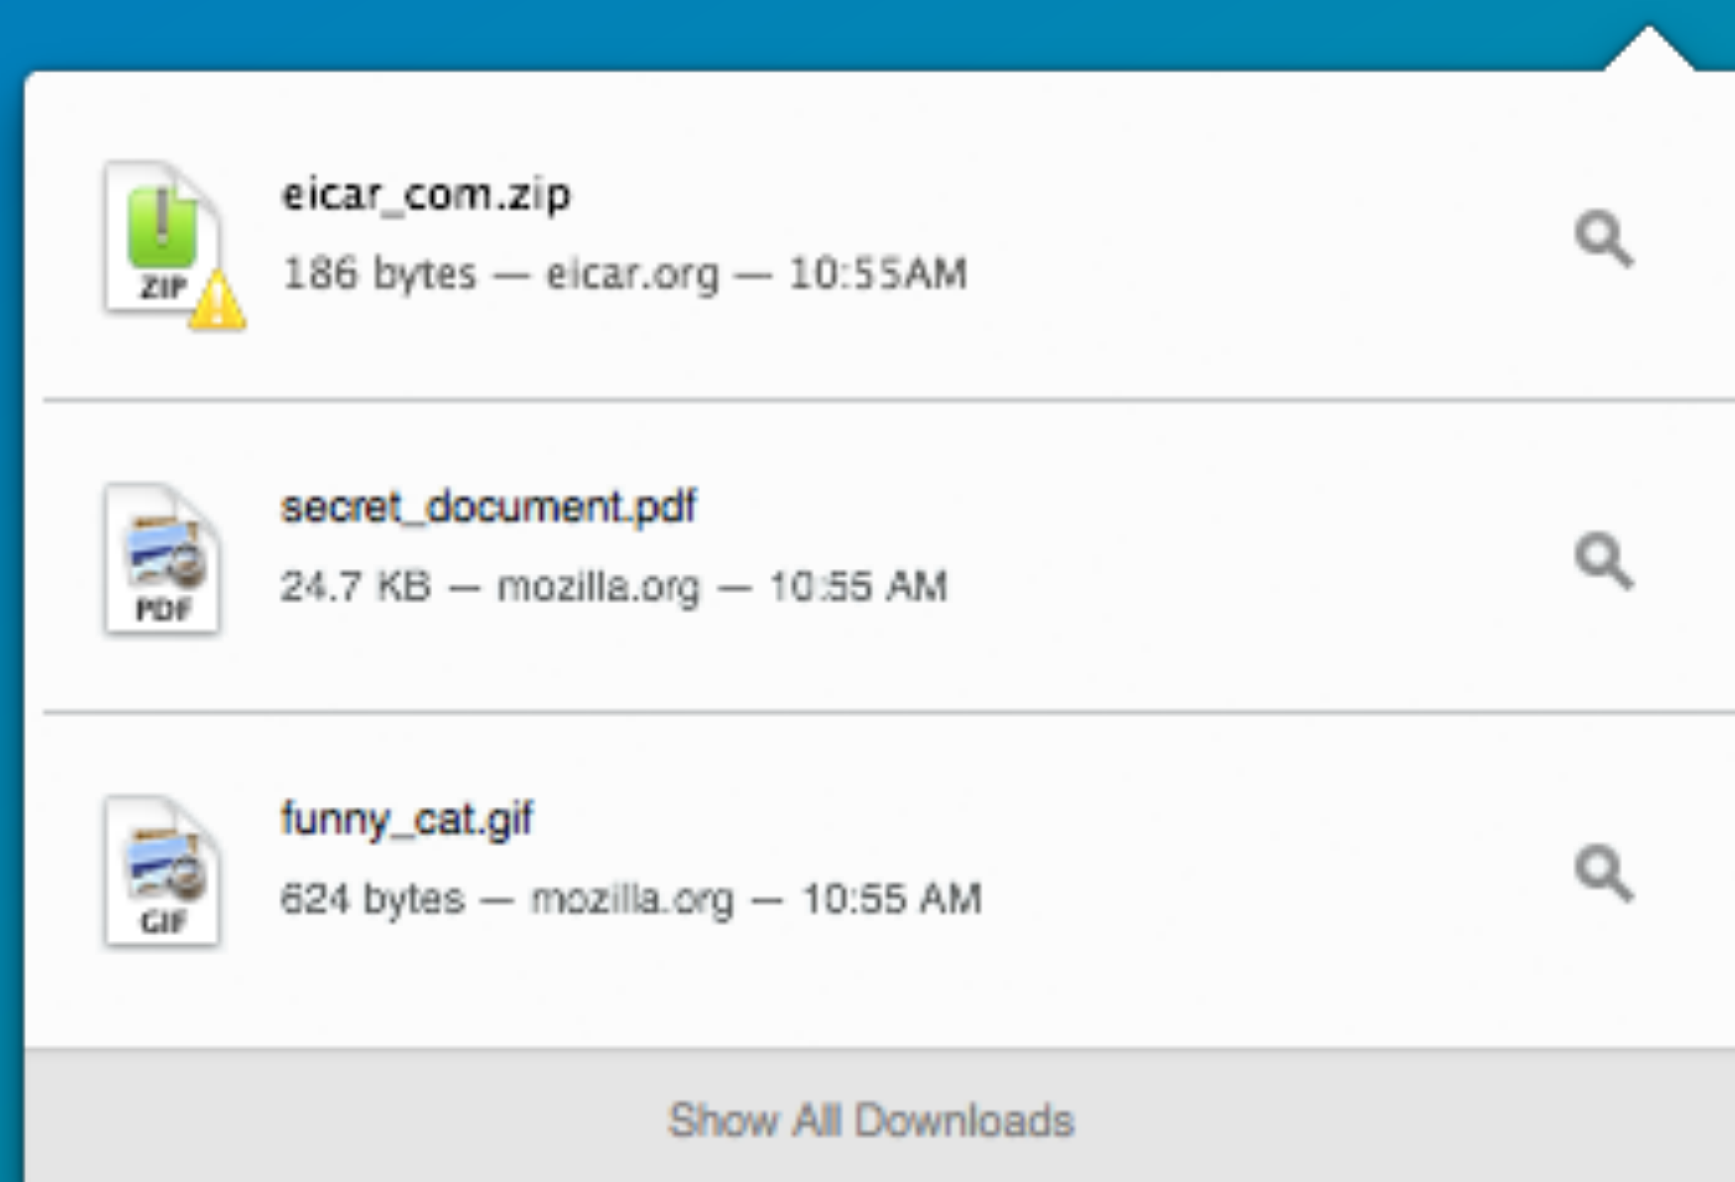 eicar_com.zip
ZIP
186 bytes — eicar.org — 10:55AM
secret_document.pdf
PDF
24.7 KB — mozilla.org — 10:55 AM
funny_cat.gif
GIF
624 bytes — mozilla.org — 10:55 AM
Show All Downloads